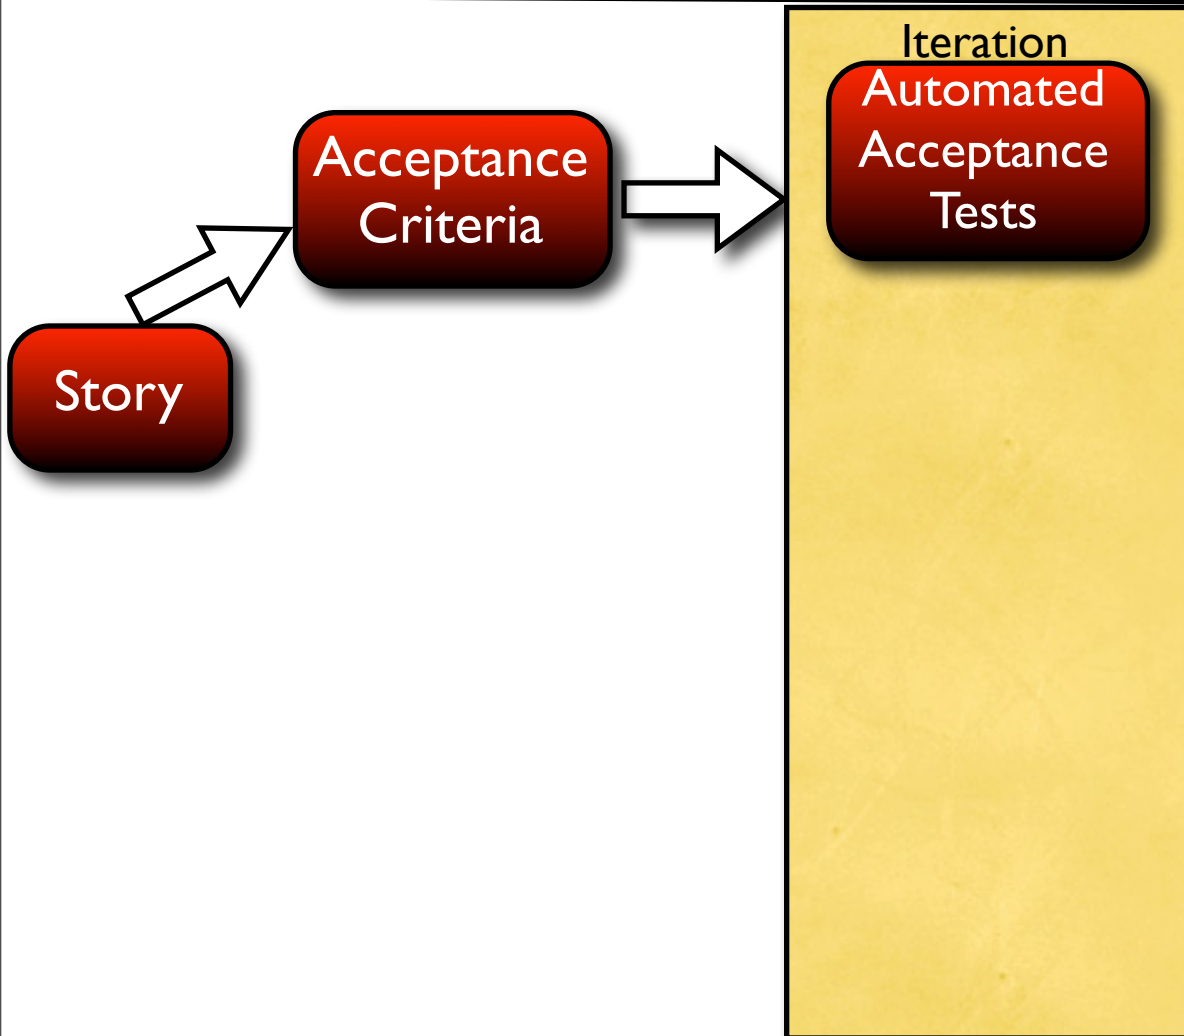 Iteration
Automated
Acceptance
Tests
Acceptance
Criteria
Story